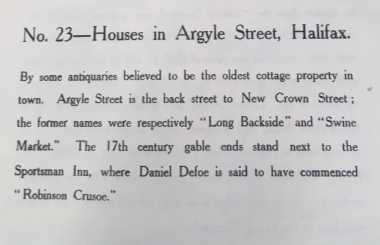 No. 23—Houses in Argyle Street, Halifax.
By some antiquaries believed to be the oldest cottage property in
town. Argyle Street is the back street to New Crown Street ;
the former names were respectively "Long Backside" and "Swine
Market." The 17th century gable ends stand next to the
Sportsman Inn, where Daniel Defoe is said to have commenced
"Robinson Crusoe."